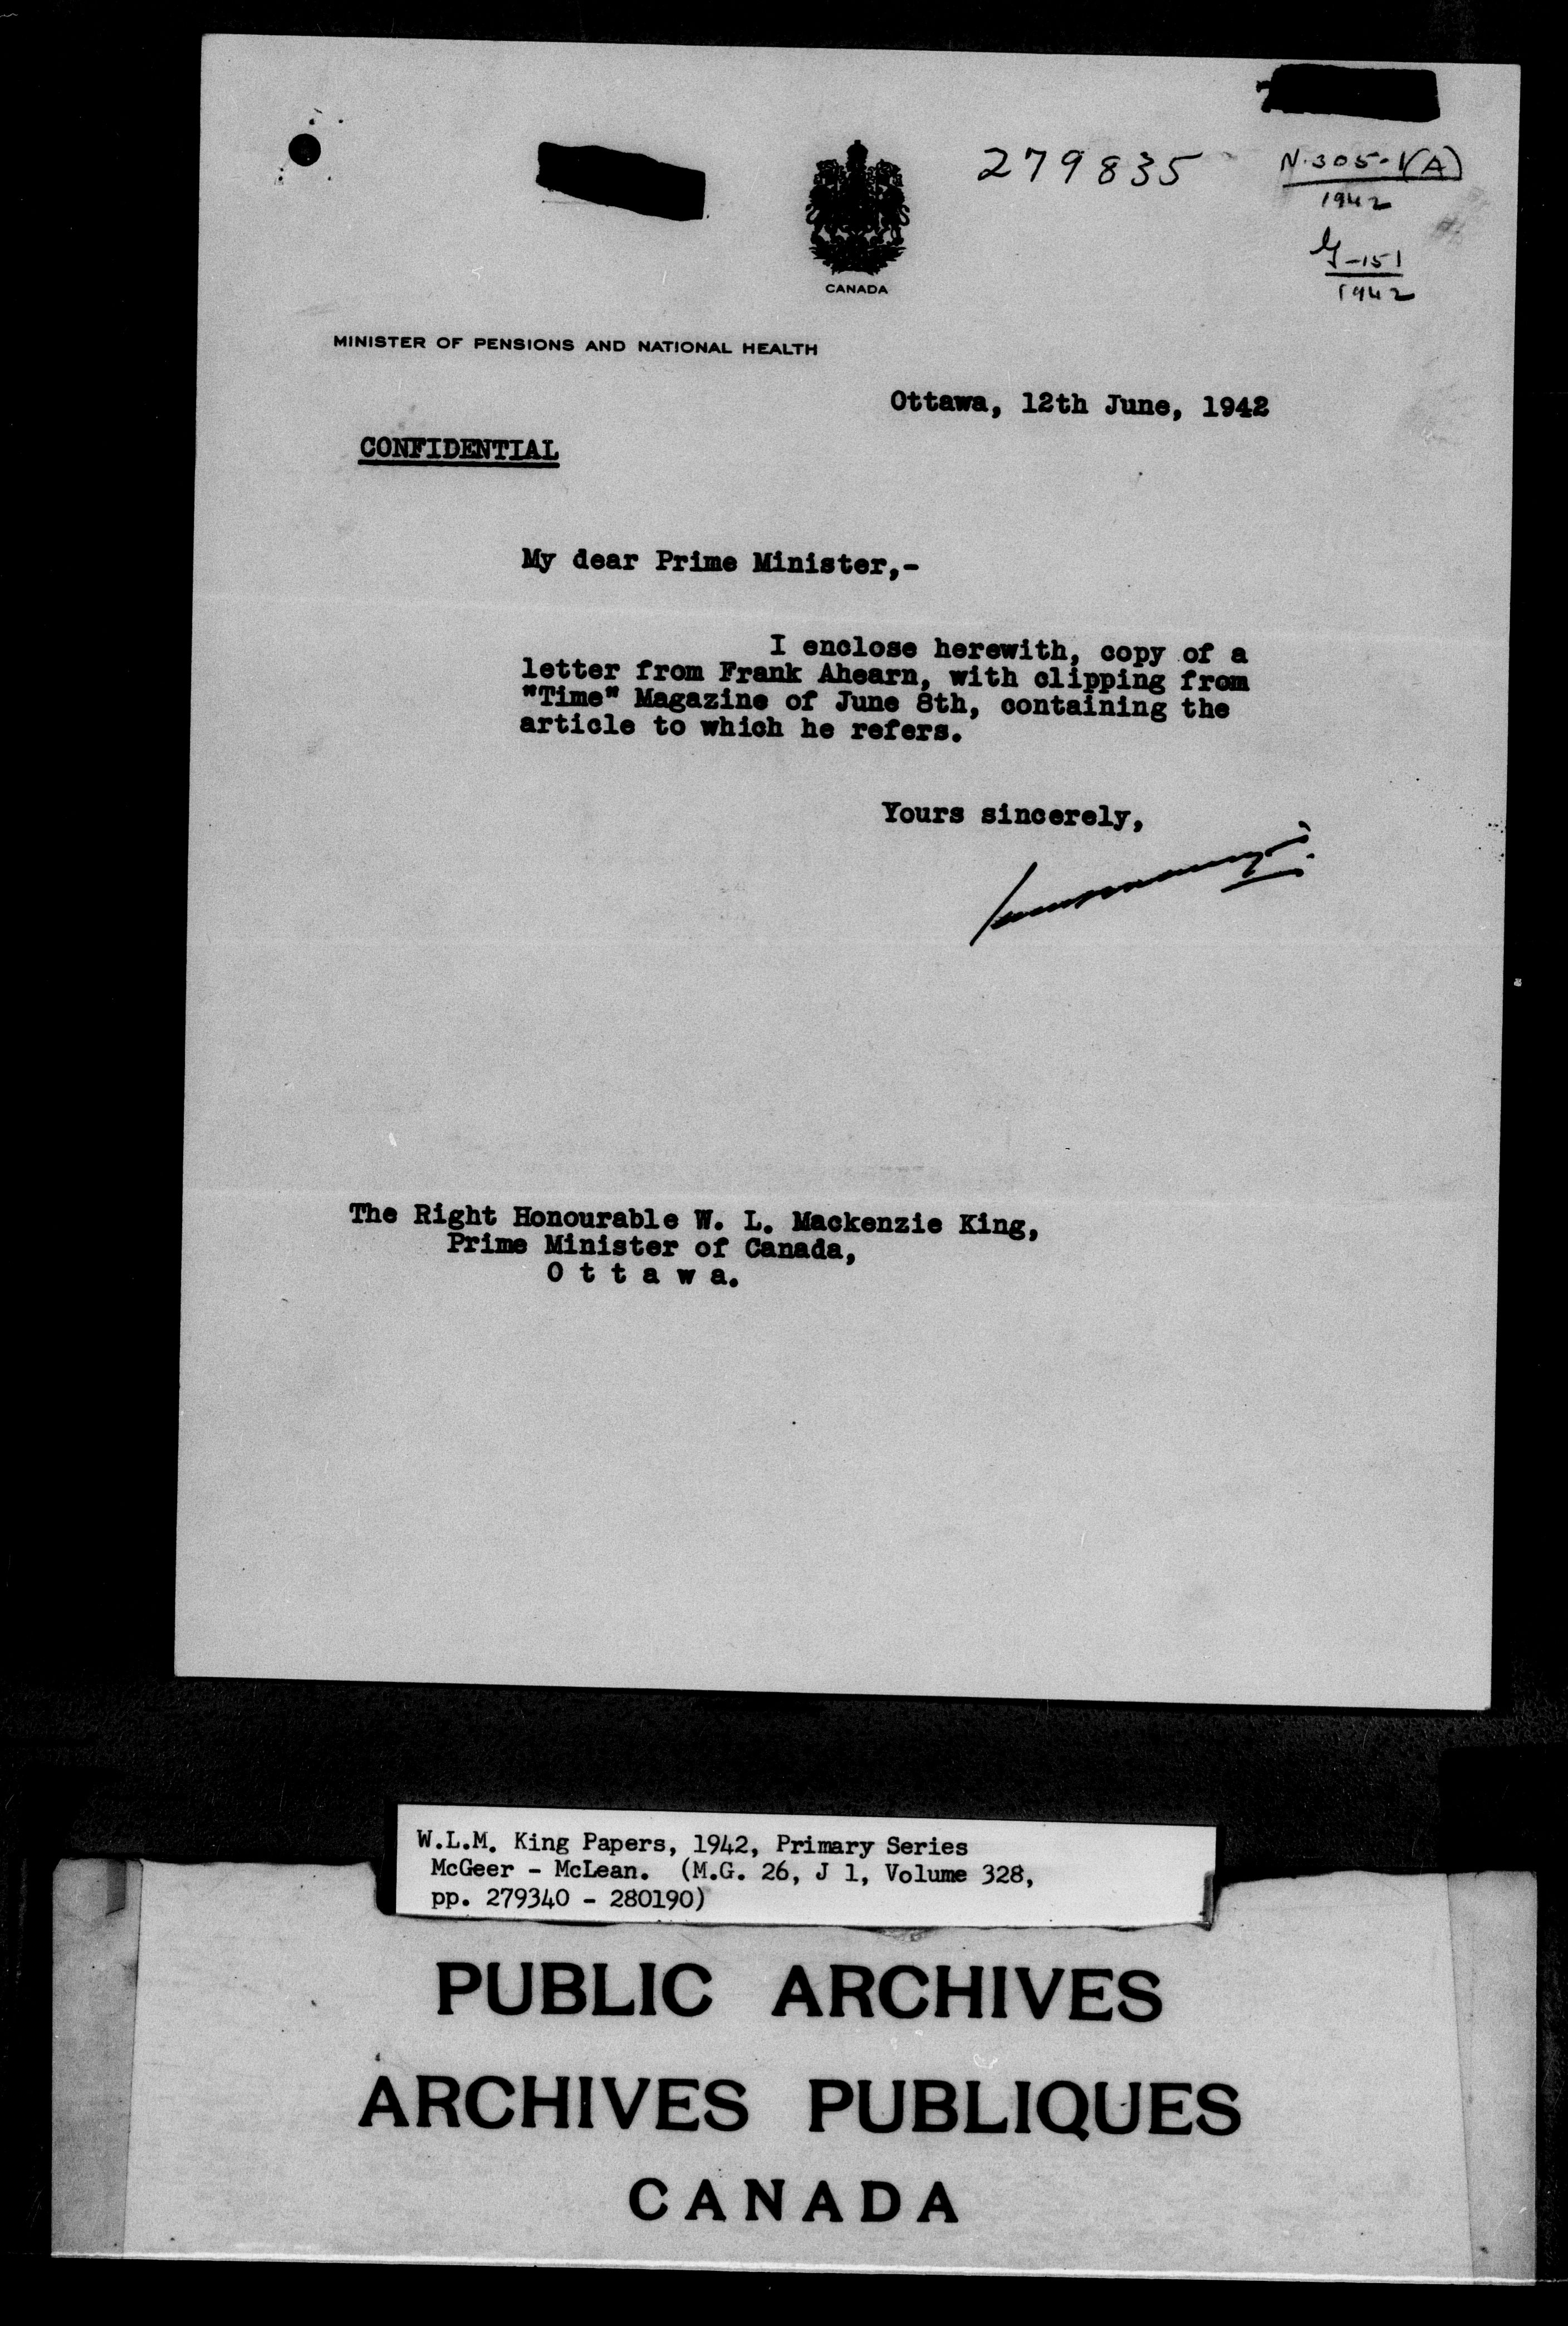 279835
N-305-1(A)
1942
G-151
1942
CANADA
MINISTER OF PENSIONS AND NATIONAL HEALTH
Ottawa, 12th June, 1942
CONFIDENTIAL
My dear Prime Minister,-
I enclose herewith, copy of a
letter from Frank Ahearn, with clipping from
"Time" Magazine of June 8th, containing the
article to which he refers.
Yours sincerely,
The Right Honourable W. L. Mackenzie King,
Prime Minister of Canada,
O t t a w a.
W.L.M. King Papers, 1942, Primary Series
McGeer - McLean. (M.G. 26, J 1, Volume 328,
pp. 279340 - 280190)
PUBLIC ARCHIVES
ARCHIVES PUBLIQUES
CANADA